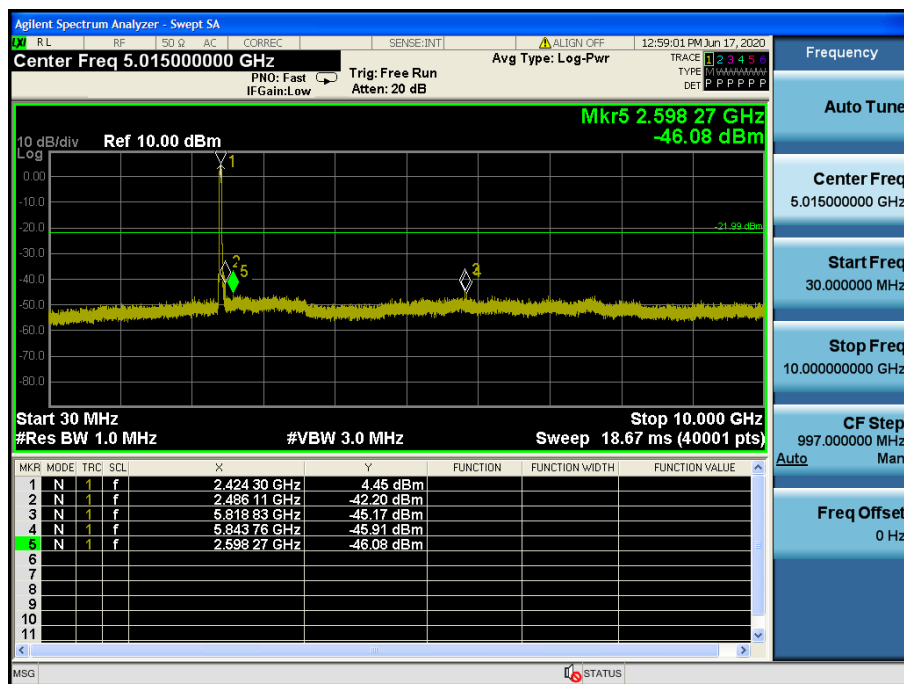 Agilent Spectrum Analyzer - Swept SA
LXI RL RF 50 Ω AC CORREC SENSE:INT ALIGN OFF 12:59:01 PM Jun 17, 2020
Center Freq 5.015000000 GHz
PNO: Fast
IFGain:Low
Trig: Free Run
Atten: 20 dB
Avg Type: Log-Pwr
TRACE 1 2 3 4 5 6
TYPE M WWWWW
DET P P P P P P
Mkr5 2.598 27 GHz
-46.08 dBm
10 dB/div Ref 10.00 dBm
Log
0.00
-10.0
-20.0
-30.0
-40.0
-50.0
-60.0
-70.0
-80.0
1
2
5
4
-21.99 dBm
Start 30 MHz Stop 10.000 GHz
#Res BW 1.0 MHz #VBW 3.0 MHz Sweep 18.67 ms (40001 pts)
MKR MODE TRC SCL X Y FUNCTION FUNCTION WIDTH FUNCTION VALUE
1 N 1 f 2.424 30 GHz 4.45 dBm
2 N 1 f 2.486 11 GHz -42.20 dBm
3 N 1 f 5.818 83 GHz -45.17 dBm
4 N 1 f 5.843 76 GHz -45.91 dBm
5 N 1 f 2.598 27 GHz -46.08 dBm
6
7
8
9
10
11
MSG STATUS
Frequency
Auto Tune
Center Freq
5.015000000 GHz
Start Freq
30.000000 MHz
Stop Freq
10.000000000 GHz
CF Step
997.000000 MHz
Auto Man
Freq Offset
0 Hz